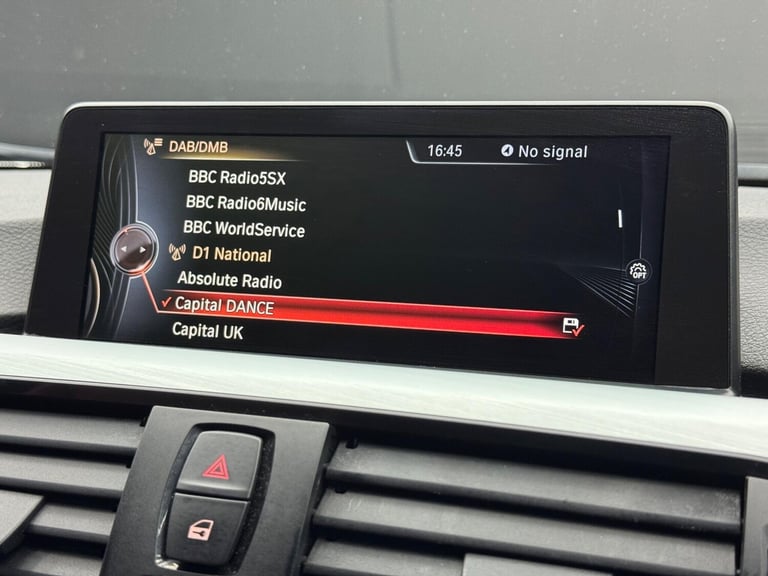 DAB/DMB
16:45 No signal
BBC Radio5SX
BBC Radio6Music
BBC WorldService
D1 National
OPT
Absolute Radio
Capital DANCE
Capital UK